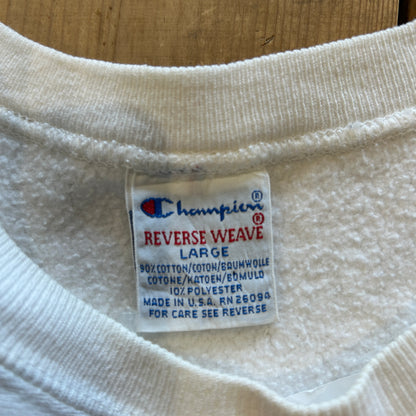 Champion®
REVERSE WEAVE®
LARGE
90% COTTON/COTON/BAUMWOLLE
COTONE/KATOEN/BOMULD
10% POLYESTER
MADE IN U.S.A. RN 26094
FOR CARE SEE REVERSE